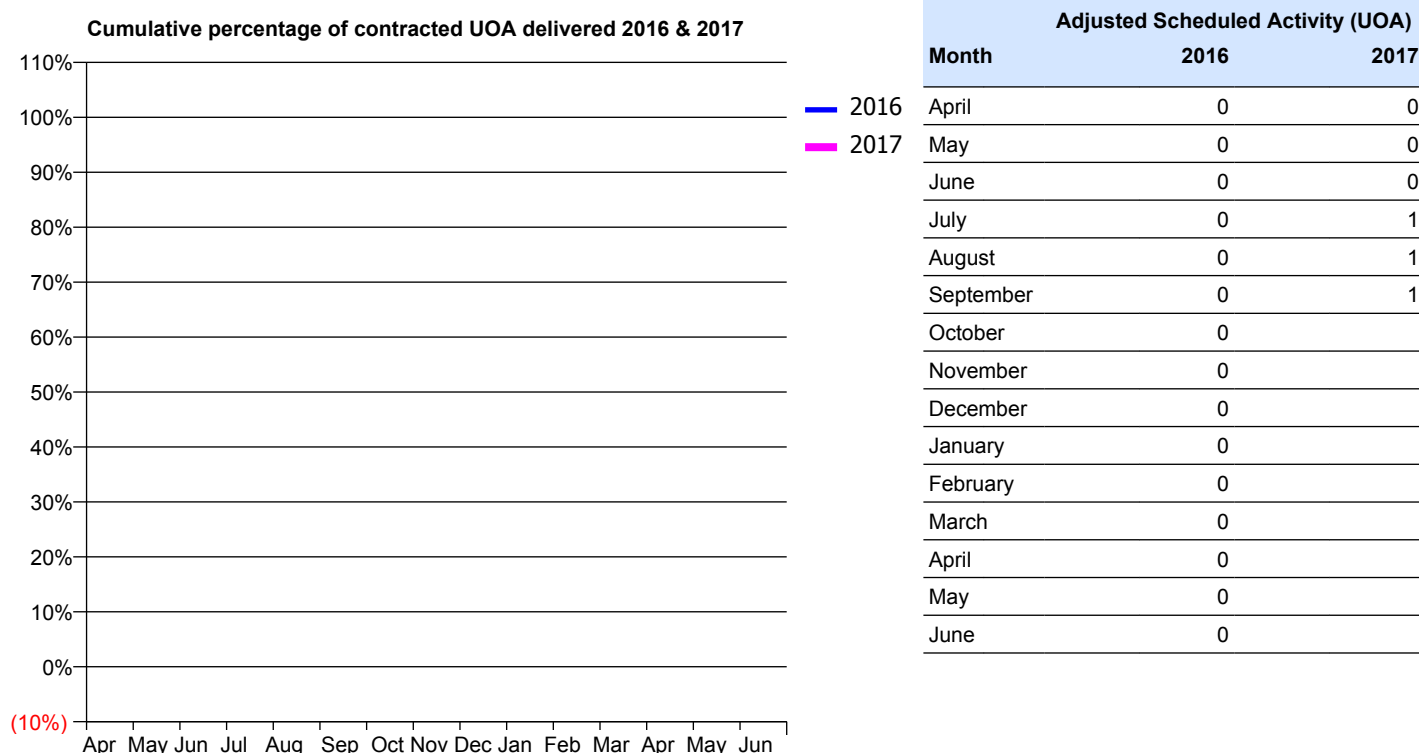 Cumulative percentage of contracted UOA delivered 2016 & 2017
110%
100%
90%
80%
70%
60%
50%
40%
30%
20%
10%
0%
(10%)
Apr May Jun Jul Aug Sep Oct Nov Dec Jan Feb Mar Apr May Jun
2016
2017
Adjusted Scheduled Activity (UOA)
Month 2016 2017
April 0 0
May 0 0
June 0 0
July 0 1
August 0 1
September 0 1
October 0
November 0
December 0
January 0
February 0
March 0
April 0
May 0
June 0